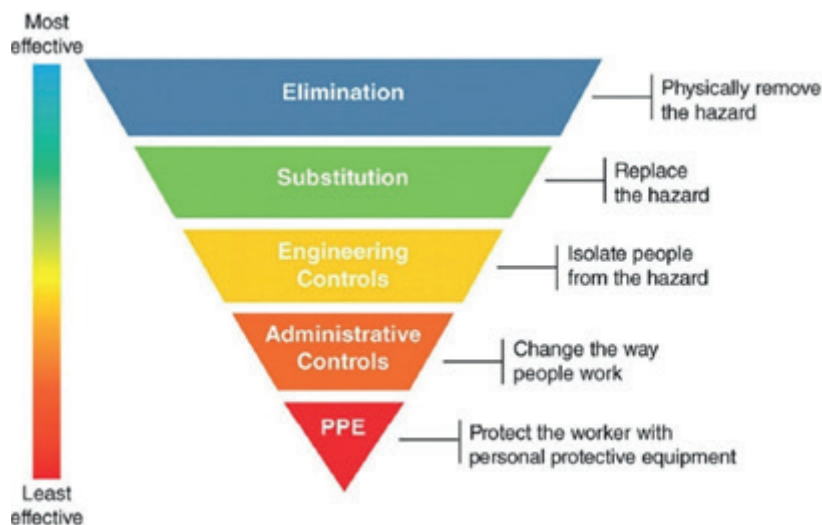 Most
effective
Elimination
Physically remove
the hazard
Substitution
Replace
the hazard
Engineering
Controls
Isolate people
from the hazard
Administrative
Controls
Change the way
people work
PPE
Protect the worker with
personal protective equipment
Least
effective